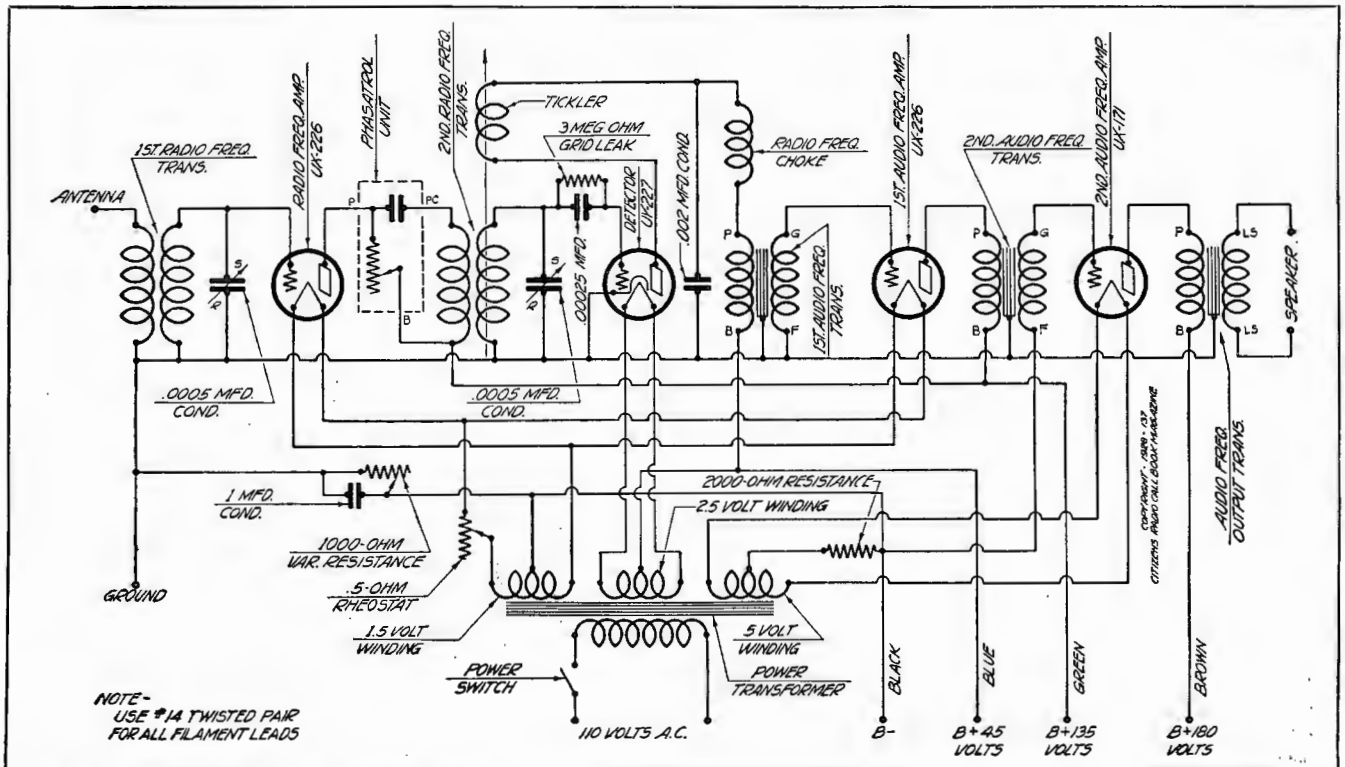 ANTENNA
1ST. RADIO FREQ.
TRANS.
RADIO FREQ. AMP.
UX-226
PHASATROL
UNIT
P
PC
B
2ND. RADIO FREQ.
TRANS.
TICKLER
3 MEG OHM
GRID LEAK
DETECTOR
UY-227
.00025 MFD.
.002 MFD. COND.
RADIO FREQ.
CHOKE
P
G
B
F
1ST. AUDIO FREQ.
TRANS.
1ST. AUDIO FREQ. AMP.
UX-226
2ND. AUDIO FREQ.
TRANS.
P
G
B
F
2ND. AUDIO FREQ. AMP.
UX-171
P
LS
B
LS
SPEAKER
S
R
S
R
.0005 MFD.
COND.
.0005 MFD.
COND.
1 MFD.
COND.
1000-OHM
VAR. RESISTANCE
.5-OHM
RHEOSTAT
1.5 VOLT
WINDING
2000-OHM RESISTANCE
2.5 VOLT WINDING
5 VOLT
WINDING
POWER
TRANSFORMER
POWER
SWITCH
110 VOLTS A.C.
GROUND
COPYRIGHT - 1928 - 137
CITIZENS RADIO CALL BOOK MAGAZINE
AUDIO FREQ.
OUTPUT TRANS.
BLACK
BLUE
GREEN
BROWN
B-
B+45
VOLTS
B+135
VOLTS
B+180
VOLTS
NOTE-
USE #14 TWISTED PAIR
FOR ALL FILAMENT LEADS